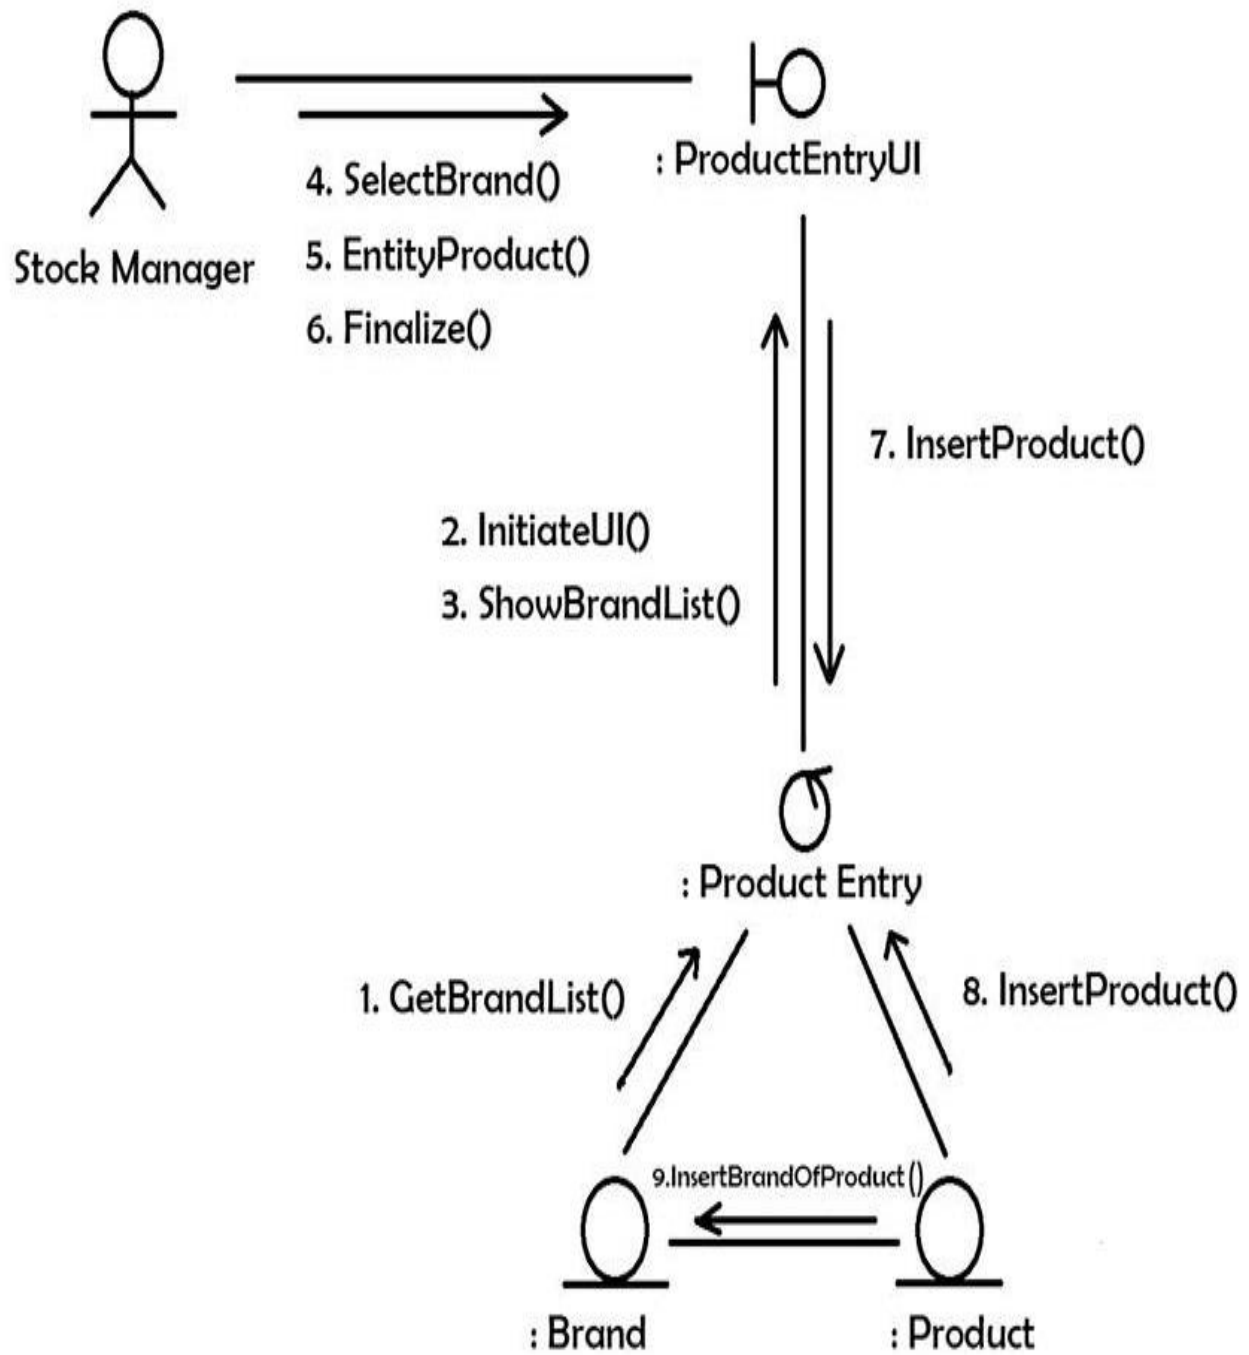 : ProductEntryUI
4. SelectBrand()
5. EntityProduct()
6. Finalize()
Stock Manager
7. InsertProduct()
2. InitiateUI()
3. ShowBrandList()
: Product Entry
1. GetBrandList()
8. InsertProduct()
9.InsertBrandOfProduct()
: Brand
: Product